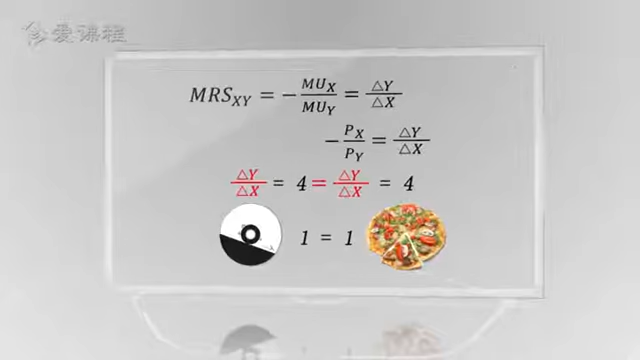 爱课程
MRS_XY = -MU_X/MU_Y = △Y/△X
-P_X/P_Y = △Y/△X
△Y/△X = 4 = △Y/△X = 4
1 = 1